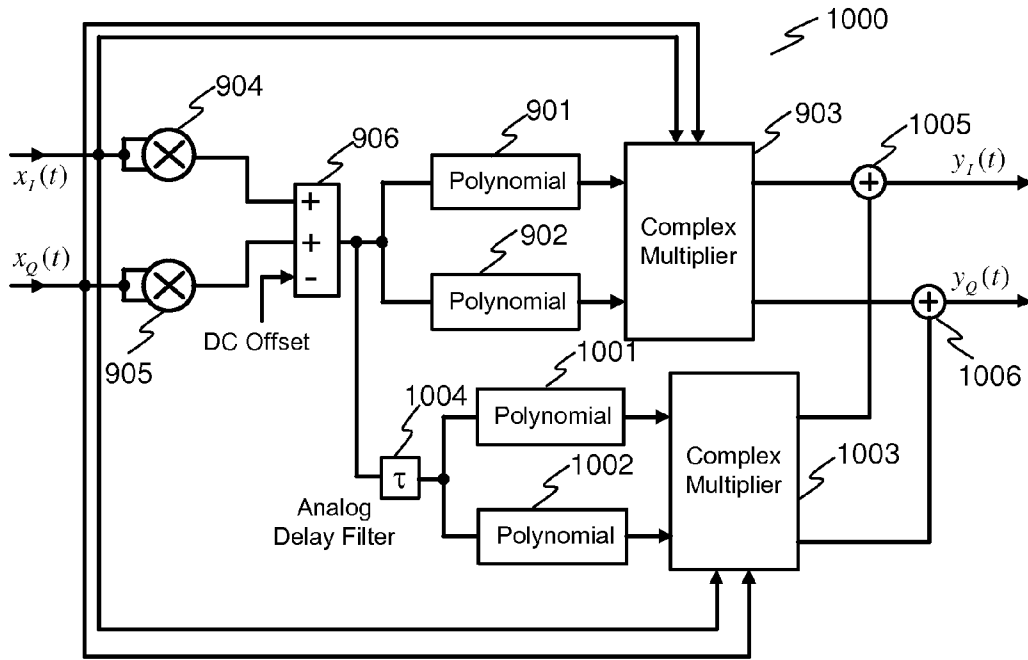 1000
904
906
901
903
1005
x_I(t)
Polynomial
y_I(t)
+
+
-
Complex
Multiplier
+
902
x_Q(t)
Polynomial
y_Q(t)
+
DC Offset
905
1001
1006
1004
Polynomial
τ
1002
Complex
Multiplier
1003
Analog
Delay Filter
Polynomial